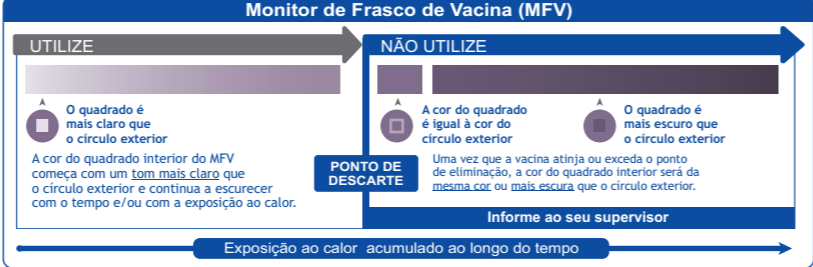 Monitor de Frasco de Vacina (MFV)
UTILIZE
O quadrado é
mais claro que
o círculo exterior
A cor do quadrado interior do MFV
começa com um tom mais claro que
o círculo exterior e continua a escurecer
com o tempo e/ou com a exposição ao calor.
NÃO UTILIZE
A cor do quadrado
é igual à cor do
círculo exterior
O quadrado é
mais escuro que
o círculo exterior
PONTO DE
DESCARTE
Uma vez que a vacina atinja ou exceda o ponto
de eliminação, a cor do quadrado interior será da
mesma cor ou mais escura que o círculo exterior.
Informe ao seu supervisor
Exposição ao calor acumulado ao longo do tempo